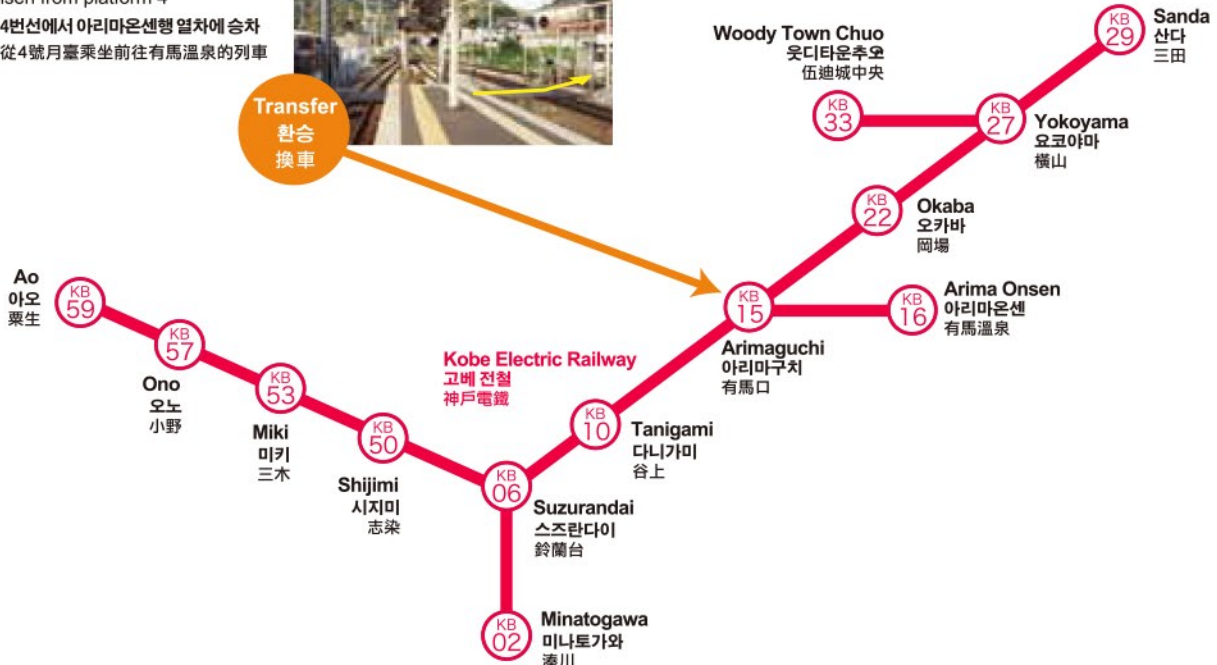 from platform 4
4번선에서 아리마온센행 열차에 승차
從4號月臺乘坐前往有馬溫泉的列車
Transfer
환승
換車
Woody Town Chuo
웃디타운추오
伍迪城中央
KB
33
KB
29
Sanda
산다
三田
KB
27
Yokoyama
요코야마
橫山
KB
22
Okaba
오카바
岡場
KB
15
Arimaguchi
아리마구치
有馬口
KB
16
Arima Onsen
아리마온센
有馬溫泉
Ao
아오
粟生
KB
59
KB
57
Ono
오노
小野
KB
53
Miki
미키
三木
KB
50
Shijimi
시지미
志染
Kobe Electric Railway
고베 전철
神戶電鐵
KB
10
Tanigami
다니가미
谷上
KB
06
Suzurandai
스즈란다이
鈴蘭台
KB
02
Minatogawa
미나토가와
湊川